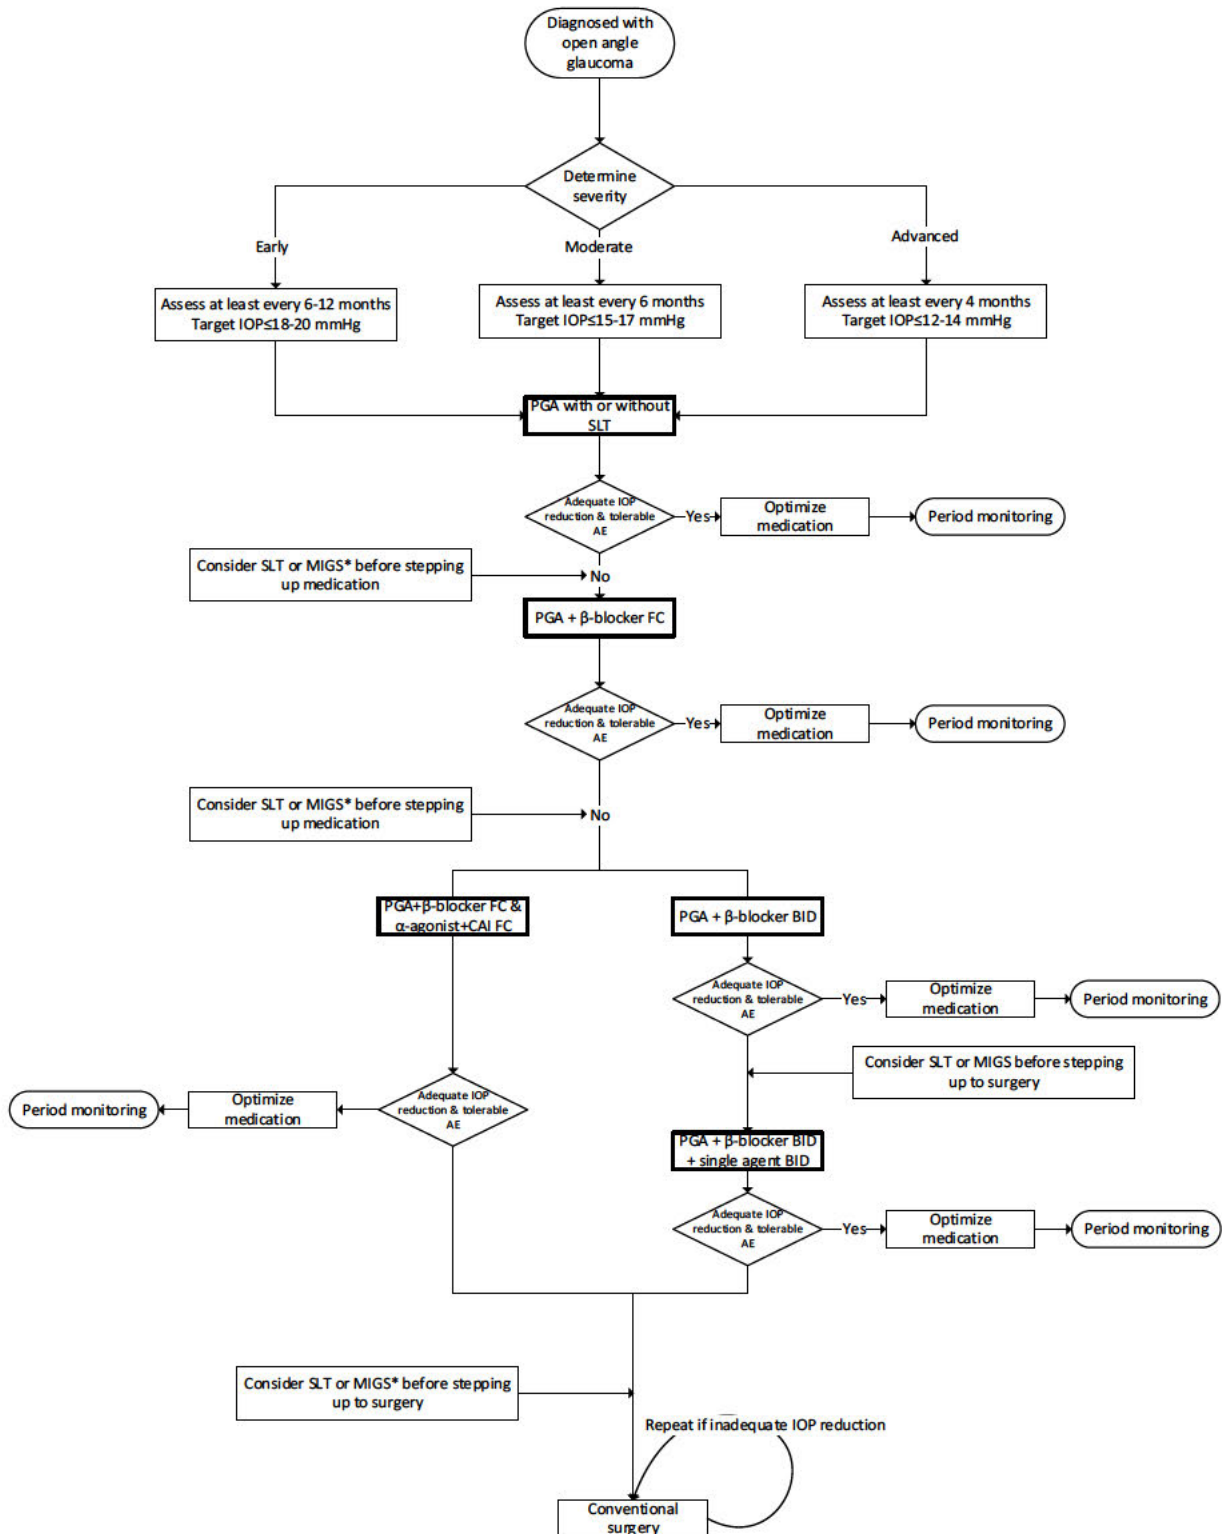 Diagnosed with
open angle
glaucoma
Determine
severity
Early
Moderate
Advanced
Assess at least every 6-12 months
Target IOP≤18-20 mmHg
Assess at least every 6 months
Target IOP≤15-17 mmHg
Assess at least every 4 months
Target IOP≤12-14 mmHg
PGA with or without
SLT
Adequate IOP
reduction & tolerable
AE
Yes
Optimize
medication
Period monitoring
Consider SLT or MIGS* before stepping
up medication
No
PGA + β-blocker FC
Adequate IOP
reduction & tolerable
AE
Yes
Optimize
medication
Period monitoring
Consider SLT or MIGS* before stepping
up medication
No
PGA+β-blocker FC &
α-agonist+CAI FC
PGA + β-blocker BID
Adequate IOP
reduction & tolerable
AE
Yes
Optimize
medication
Period monitoring
Consider SLT or MIGS before stepping
up to surgery
Period monitoring
Optimize
medication
Adequate IOP
reduction & tolerable
AE
PGA + β-blocker BID
+ single agent BID
Adequate IOP
reduction & tolerable
AE
Yes
Optimize
medication
Period monitoring
Consider SLT or MIGS* before stepping
up to surgery
Repeat if inadequate IOP reduction
Conventional
surgery